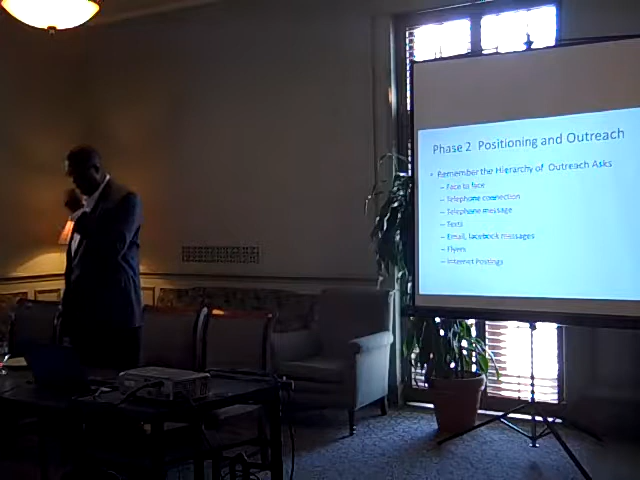 Phase 2 Positioning and Outreach
• Remember the Hierarchy of Outreach Asks
– Face to face
– Telephone connection
– Telephone message
– Texts
– Email, facebook messages
– Flyers
– Internet Postings